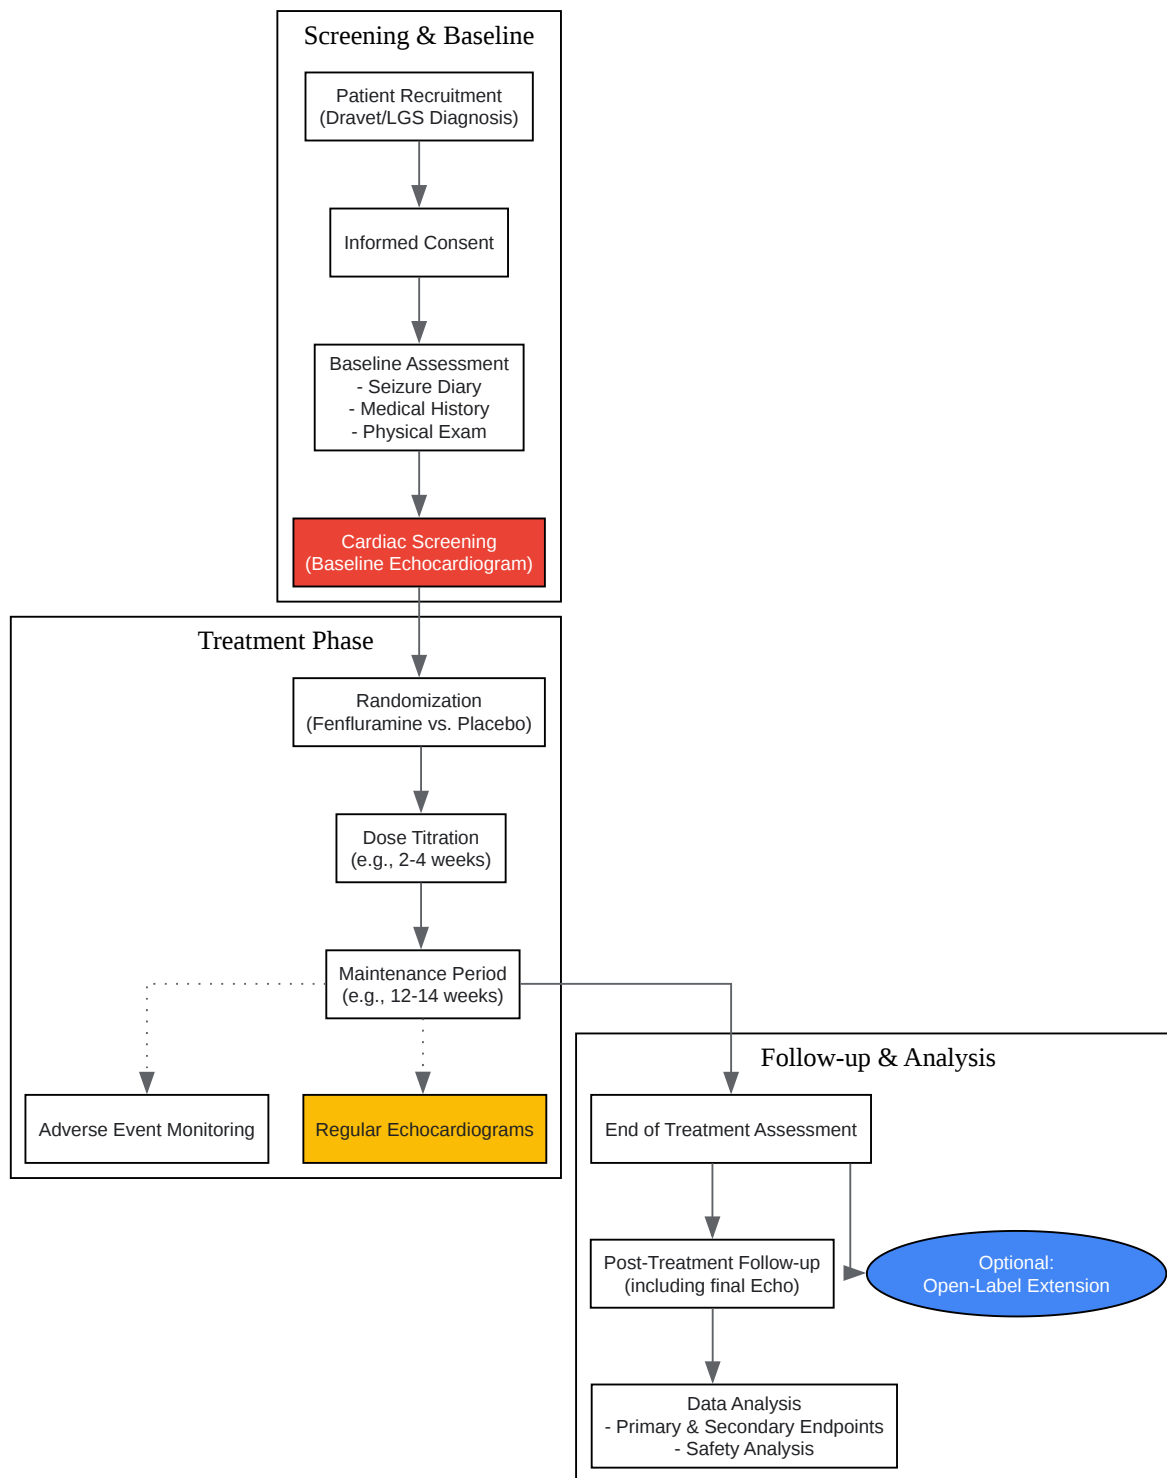 Screening & Baseline
Patient Recruitment
(Dravet/LGS Diagnosis)
Informed Consent
Baseline Assessment
- Seizure Diary
- Medical History
- Physical Exam
Cardiac Screening
(Baseline Echocardiogram)
Treatment Phase
Randomization
(Fenfluramine vs. Placebo)
Dose Titration
(e.g., 2-4 weeks)
Maintenance Period
(e.g., 12-14 weeks)
Adverse Event Monitoring
Regular Echocardiograms
Follow-up & Analysis
End of Treatment Assessment
Post-Treatment Follow-up
(including final Echo)
Optional:
Open-Label Extension
Data Analysis
- Primary & Secondary Endpoints
- Safety Analysis